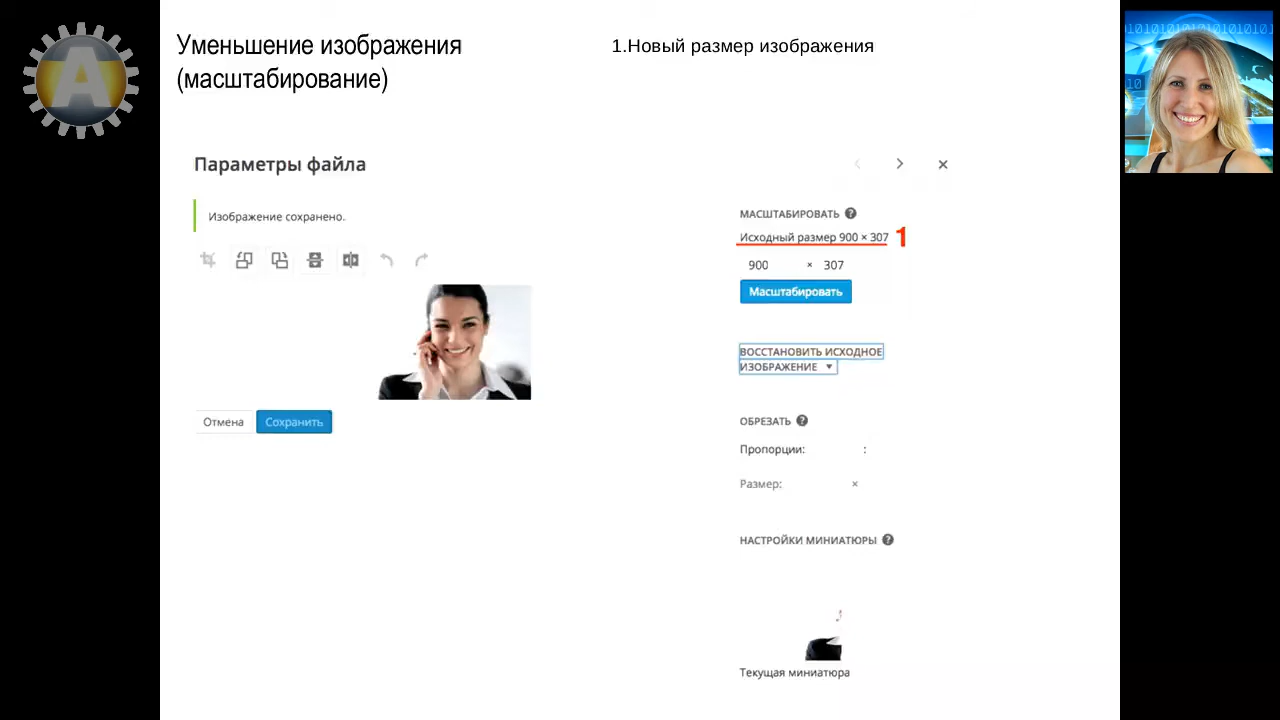 Уменьшение изображения
(масштабирование)
1.Новый размер изображения
Параметры файла
Изображение сохранено.
Отмена
Сохранить
МАСШТАБИРОВАТЬ ?
Исходный размер 900 × 307 1
900 × 307
Масштабировать
ВОССТАНОВИТЬ ИСХОДНОЕ
ИЗОБРАЖЕНИЕ
ОБРЕЗАТЬ ?
Пропорции: :
Размер: ×
НАСТРОЙКИ МИНИАТЮРЫ ?
Текущая миниатюра
A